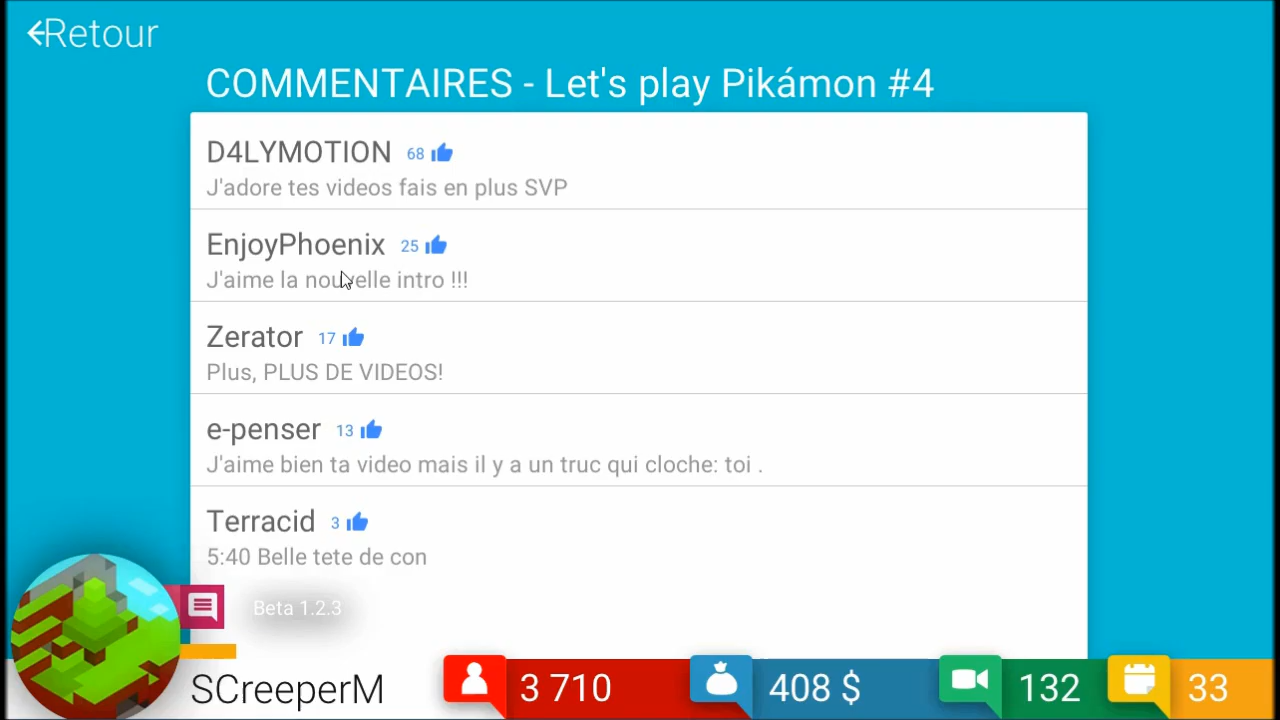 Retour
COMMENTAIRES - Let's play Pikámon #4
D4LYMOTION 68
J'adore tes videos fais en plus SVP
EnjoyPhoenix 25
J'aime la nouvelle intro !!!
Zerator 17
Plus, PLUS DE VIDEOS!
e-penser 13
J'aime bien ta video mais il y a un truc qui cloche: toi .
Terracid 3
5:40 Belle tete de con
Beta 1.2.3
SCreeperM 3 710 408 $ 132 33